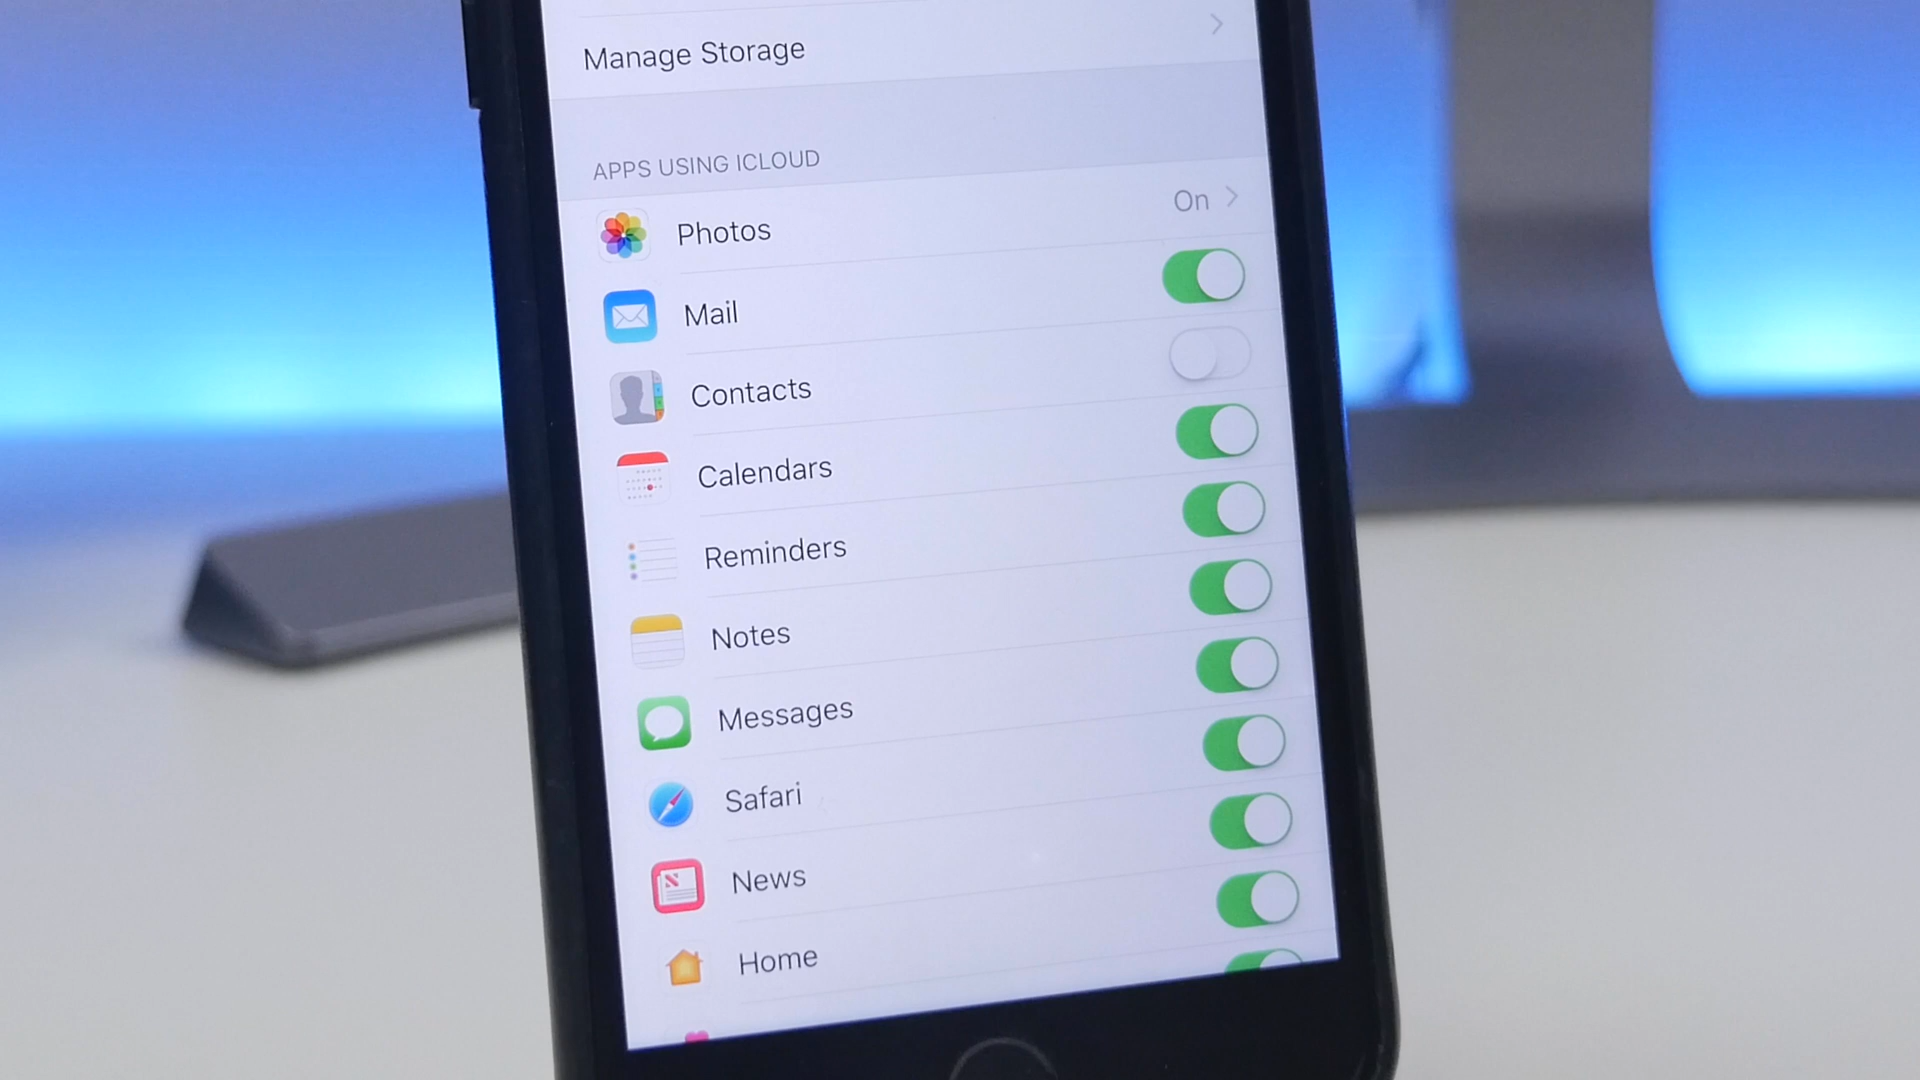 Manage Storage
APPS USING ICLOUD
Photos On
Mail
Contacts
Calendars
Reminders
Notes
Messages
Safari
News
Home